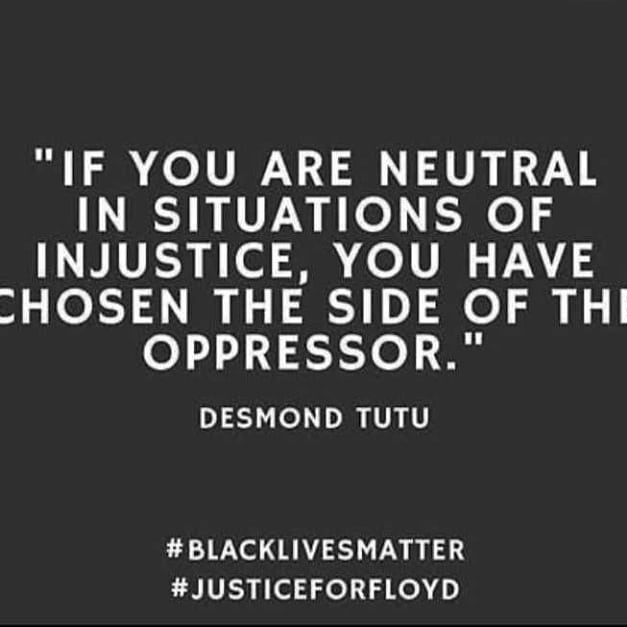 "IF YOU ARE NEUTRAL
IN SITUATIONS OF
INJUSTICE, YOU HAVE
CHOSEN THE SIDE OF THE
OPPRESSOR."
DESMOND TUTU
#BLACKLIVESMATTER
#JUSTICEFORFLOYD